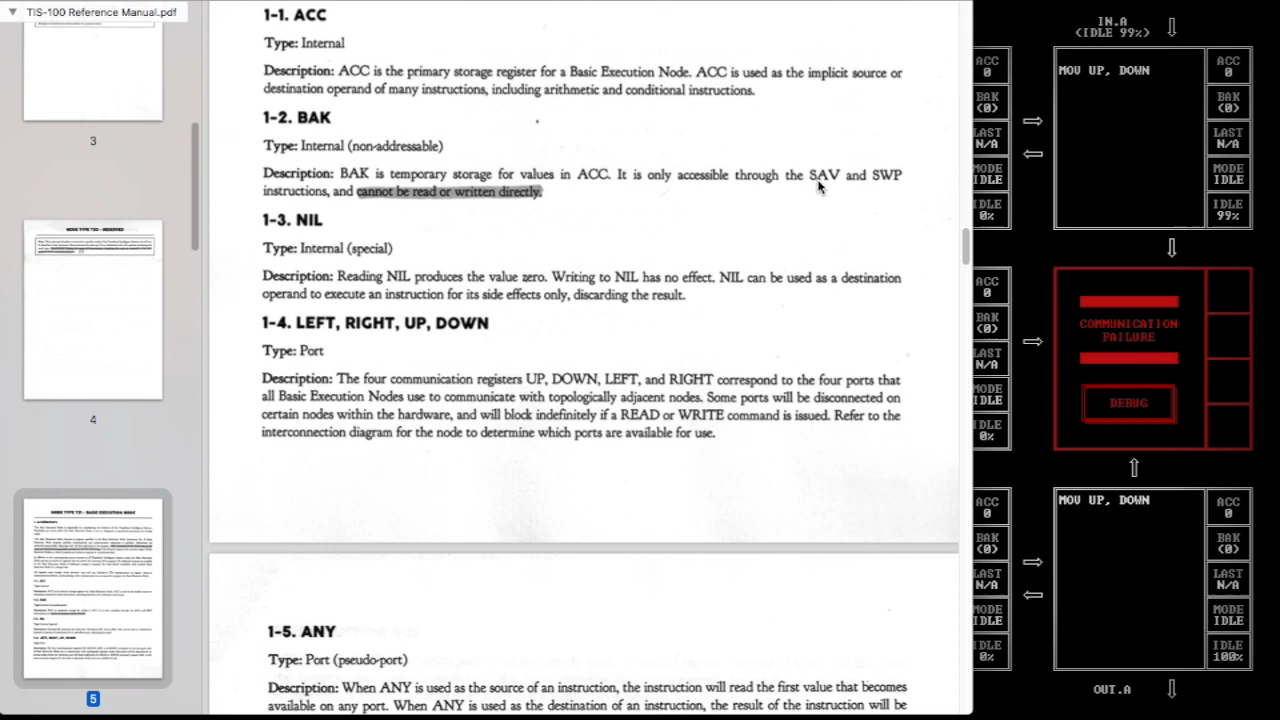 TIS-100 Reference Manual.pdf
3
4
5
1-1. ACC
Type: Internal
Description: ACC is the primary storage register for a Basic Execution Node. ACC is used as the implicit source or
destination operand of many instructions, including arithmetic and conditional instructions.
1-2. BAK
Type: Internal (non-addressable)
Description: BAK is temporary storage for values in ACC. It is only accessible through the SAV and SWP
instructions, and cannot be read or written directly.
1-3. NIL
Type: Internal (special)
Description: Reading NIL produces the value zero. Writing to NIL has no effect. NIL can be used as a destination
operand to execute an instruction for its side effects only, discarding the result.
1-4. LEFT, RIGHT, UP, DOWN
Type: Port
Description: The four communication registers UP, DOWN, LEFT, and RIGHT correspond to the four ports that
all Basic Execution Nodes use to communicate with topologically adjacent nodes. Some ports will be disconnected on
certain nodes within the hardware, and will block indefinitely if a READ or WRITE command is issued. Refer to the
interconnection diagram for the node to determine which ports are available for use.
1-5. ANY
Type: Port (pseudo-port)
Description: When ANY is used as the source of an instruction, the instruction will read the first value that becomes
available on any port. When ANY is used as the destination of an instruction, the result of the instruction will be
IN.A
(IDLE 99%)
ACC
0
BAK
(0)
LAST
N/A
MODE
IDLE
IDLE
0%
MOV UP, DOWN
ACC
0
BAK
(0)
LAST
N/A
MODE
IDLE
IDLE
99%
ACC
0
BAK
(0)
LAST
N/A
MODE
IDLE
IDLE
0%
COMMUNICATION
FAILURE
DEBUG
ACC
0
BAK
(0)
LAST
N/A
MODE
IDLE
IDLE
0%
MOV UP, DOWN
ACC
0
BAK
(0)
LAST
N/A
MODE
IDLE
IDLE
100%
OUT.A